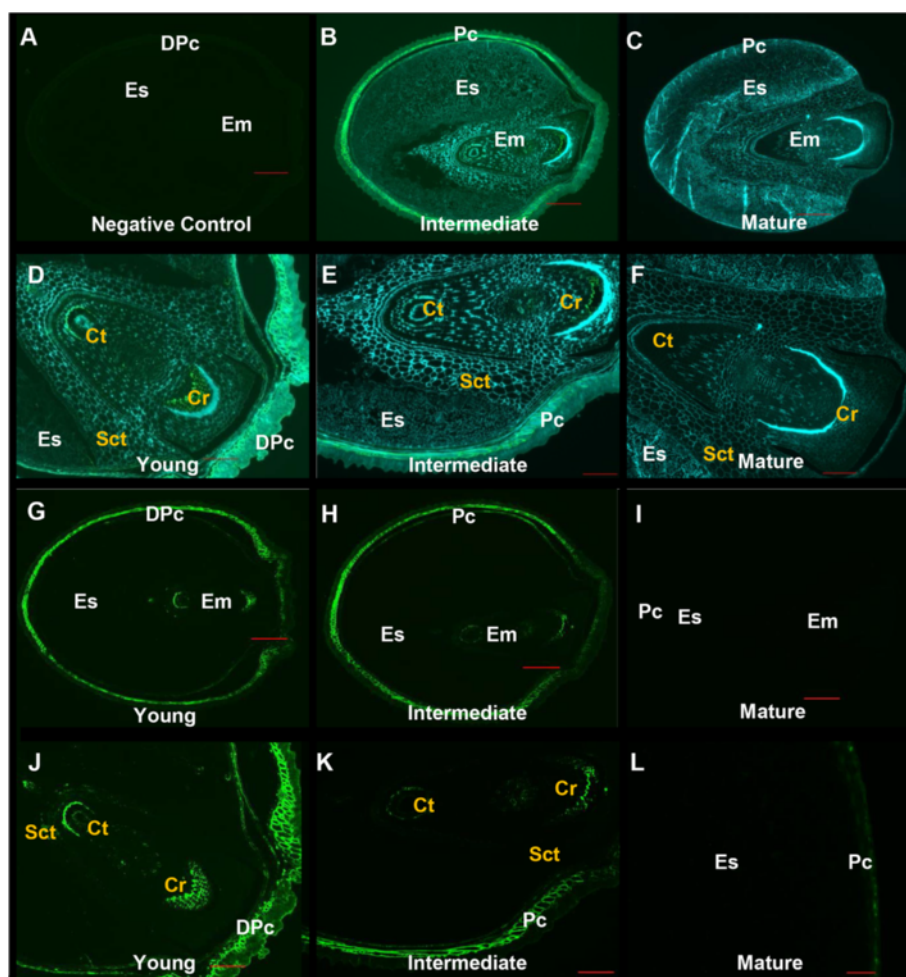 A
DPc
Es
Em
Negative Control
B
Pc
Es
Em
Intermediate
C
Pc
Es
Em
Mature
D
Ct
Cr
Es
Sct
DPc
Young
E
Ct
Cr
Sct
Es
Pc
Intermediate
F
Ct
Cr
Es
Sct
Mature
G
DPc
Es
Em
Young
H
Pc
Es
Em
Intermediate
I
Pc
Es
Em
Mature
J
Sct
Ct
Cr
DPc
Young
K
Ct
Cr
Sct
Pc
Intermediate
L
Es
Pc
Mature